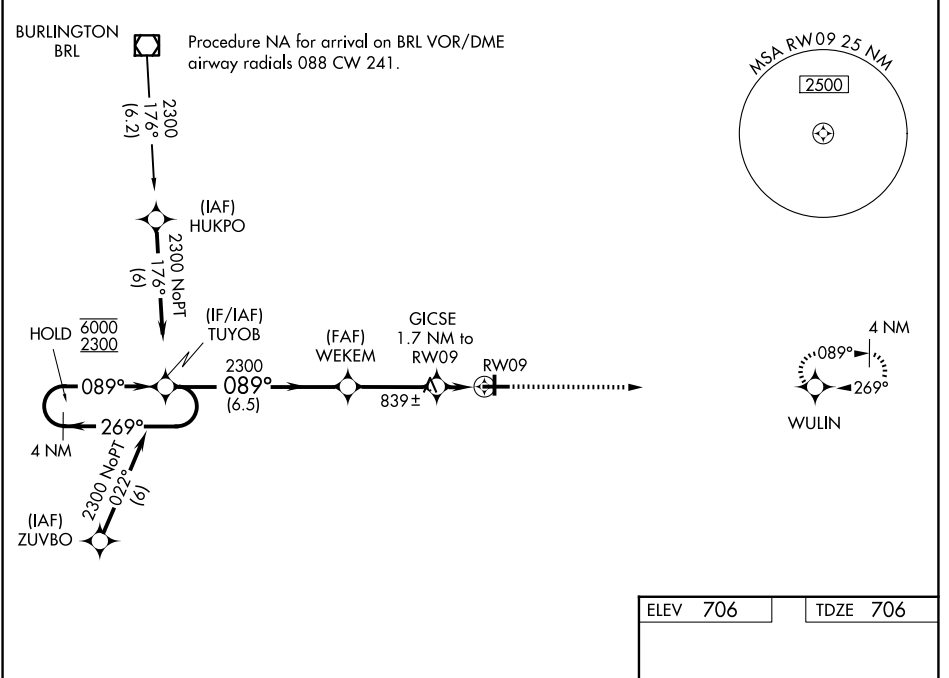 BURLINGTON
BRL
Procedure NA for arrival on BRL VOR/DME
airway radials 088 CW 241.
MSA RW09 25 NM
2500
2300
176°
(6.2)
(IAF)
HUKPO
2300 NoPT
176°
(6)
HOLD 6000
2300
(IF/IAF)
TUYOB
089°
269°
4 NM
2300
089°
(6.5)
(FAF)
WEKEM
GICSE
1.7 NM to
RW09
839±
RW09
4 NM
089°
269°
WULIN
2300 NoPT
022°
(6)
(IAF)
ZUVBO
ELEV 706
TDZE 706